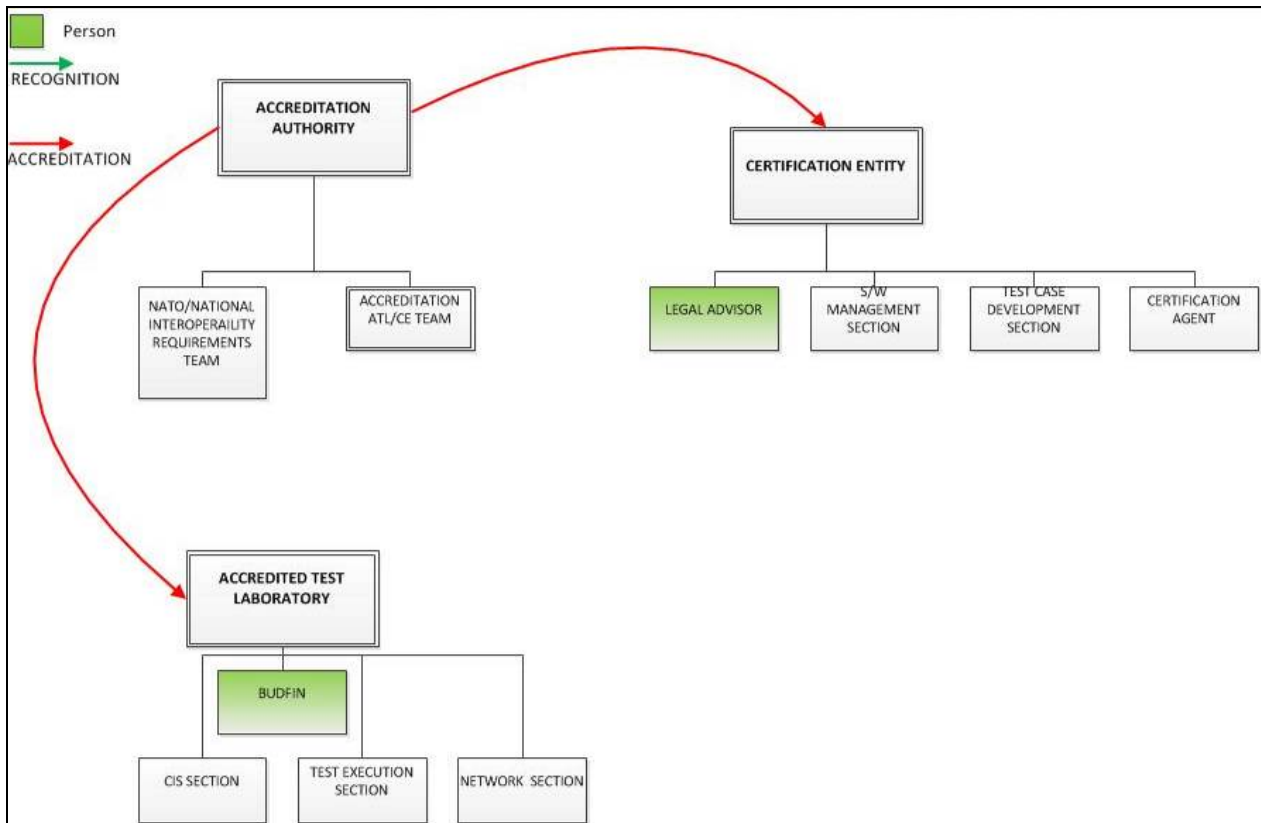 Person
RECOGNITION
ACCREDITATION
ACCREDITATION
AUTHORITY
CERTIFICATION ENTITY
NATO/NATIONAL
INTEROPERAILITY
REQUIREMENTS
TEAM
ACCREDITATION
ATL/CE TEAM
LEGAL ADVISOR
S/W
MANAGEMENT
SECTION
TEST CASE
DEVELOPMENT
SECTION
CERTIFICATION
AGENT
ACCREDITED TEST
LABORATORY
BUDFIN
CIS SECTION
TEST EXECUTION
SECTION
NETWORK SECTION